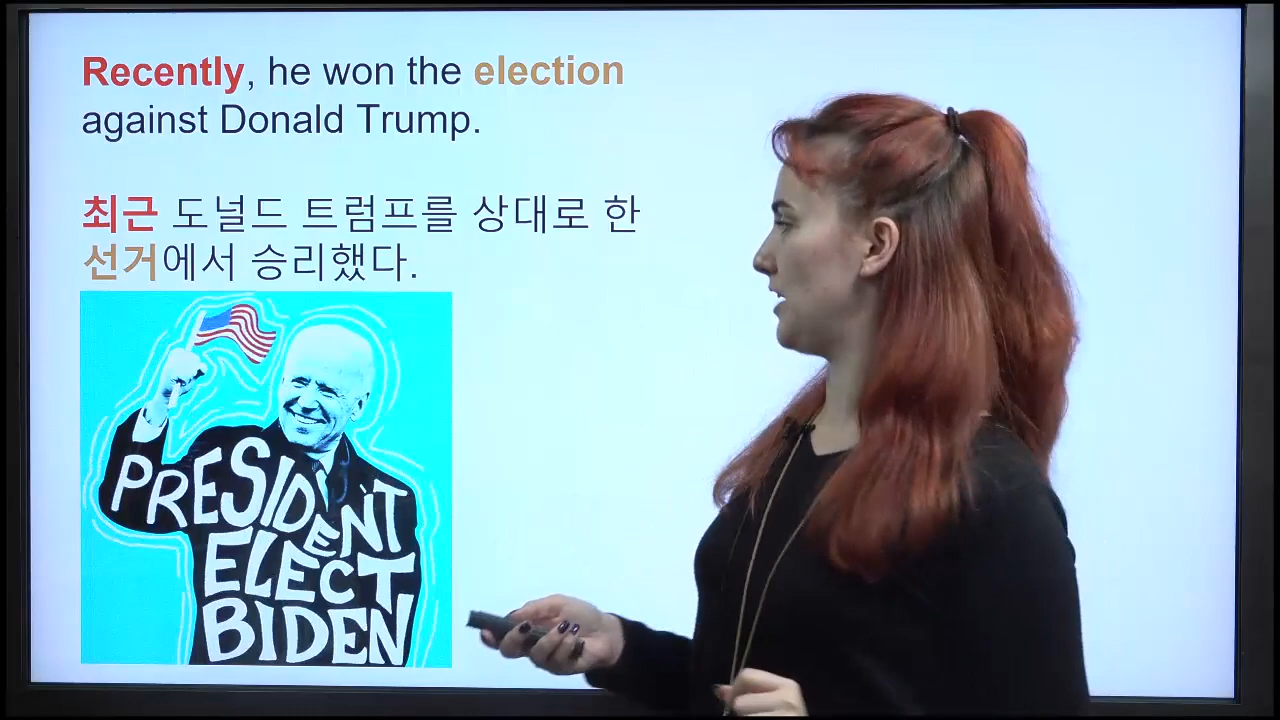 Recently, he won the election
against Donald Trump.
최근 도널드 트럼프를 상대로 한
선거에서 승리했다.
PRESIDENT
ELECT
BIDEN